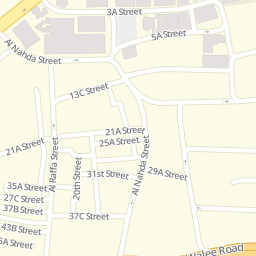 3A Street
5A Street
Al Nahda Street
13C Street
21A Street
21A Street
25A Street
Al Raffa Street
20th Street
31st Street
Al Nahda Street
29A Street
35A Street
27C Street
37B Street
37C Street
43B Street
5A Street
Walee Road